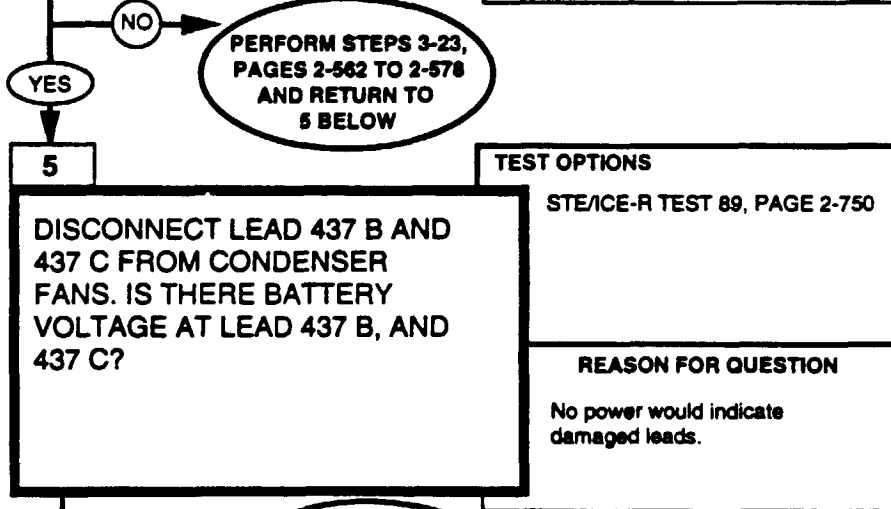 NO
PERFORM STEPS 3-23,
PAGES 2-562 TO 2-578
AND RETURN TO
5 BELOW
YES
5
DISCONNECT LEAD 437 B AND
437 C FROM CONDENSER
FANS. IS THERE BATTERY
VOLTAGE AT LEAD 437 B, AND
437 C?
TEST OPTIONS
STE/ICE-R TEST 89, PAGE 2-750
REASON FOR QUESTION
No power would indicate
damaged leads.